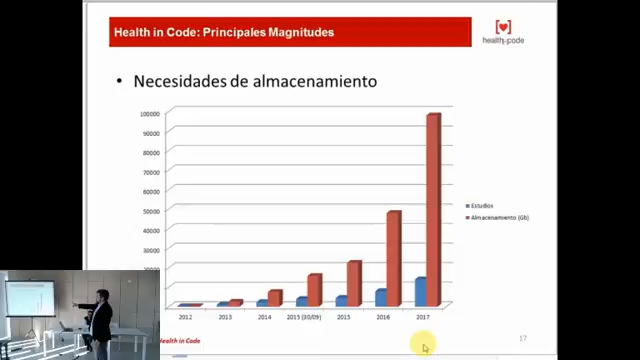 Health in Code: Principales Magnitudes
health in code
• Necesidades de almacenamiento
100000
90000
80000
70000
60000
50000
40000
30000
20000
2012
2013
2014
2015 (30/09)
2015
2016
2017
Estudios
Almacenamiento (Gb)
Health in Code
17